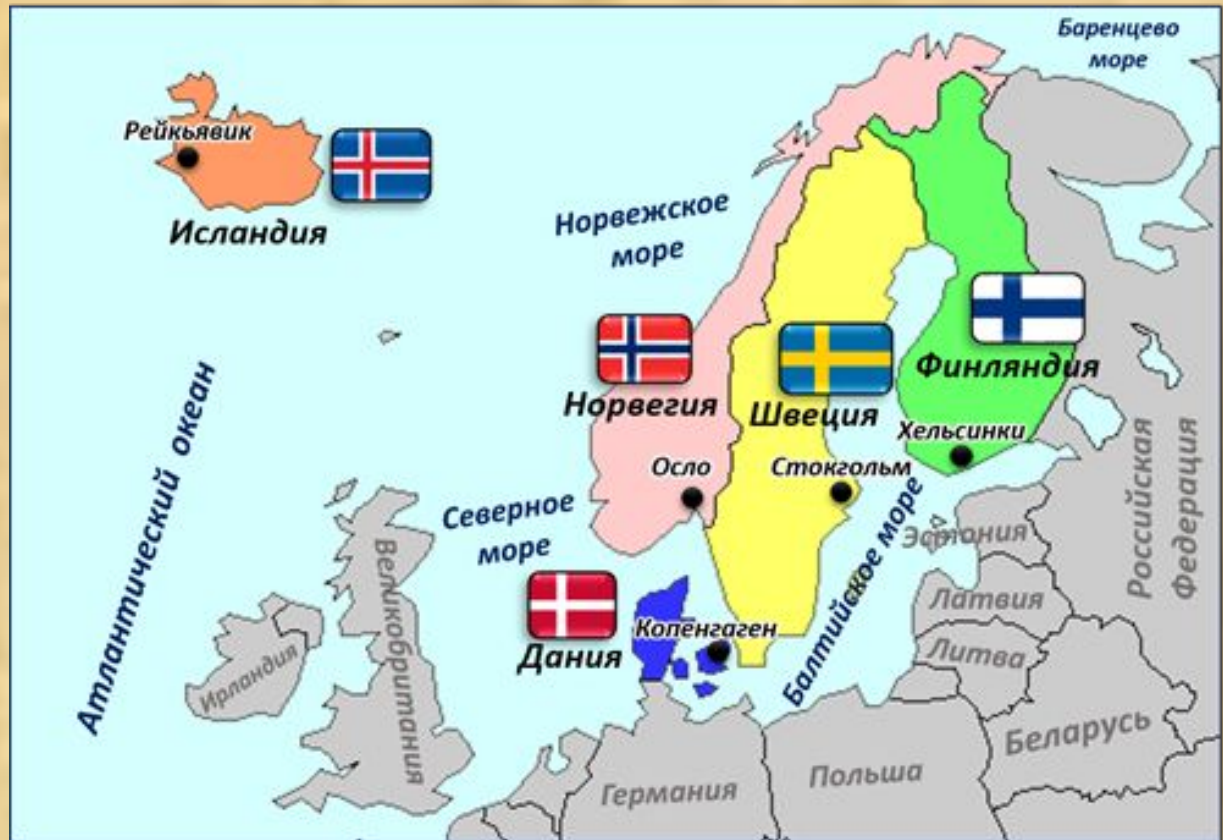 Баренцево
море
Рейкьявик
Исландия
Норвежское
море
Норвегия
Швеция
Финляндия
Хельсинки
Осло
Стокгольм
Атлантический океан
Северное
море
Дания
Копенгаген
Балтийское море
Эстония
Латвия
Литва
Беларусь
Российская
Федерация
Великобритания
Ирландия
Германия
Польша